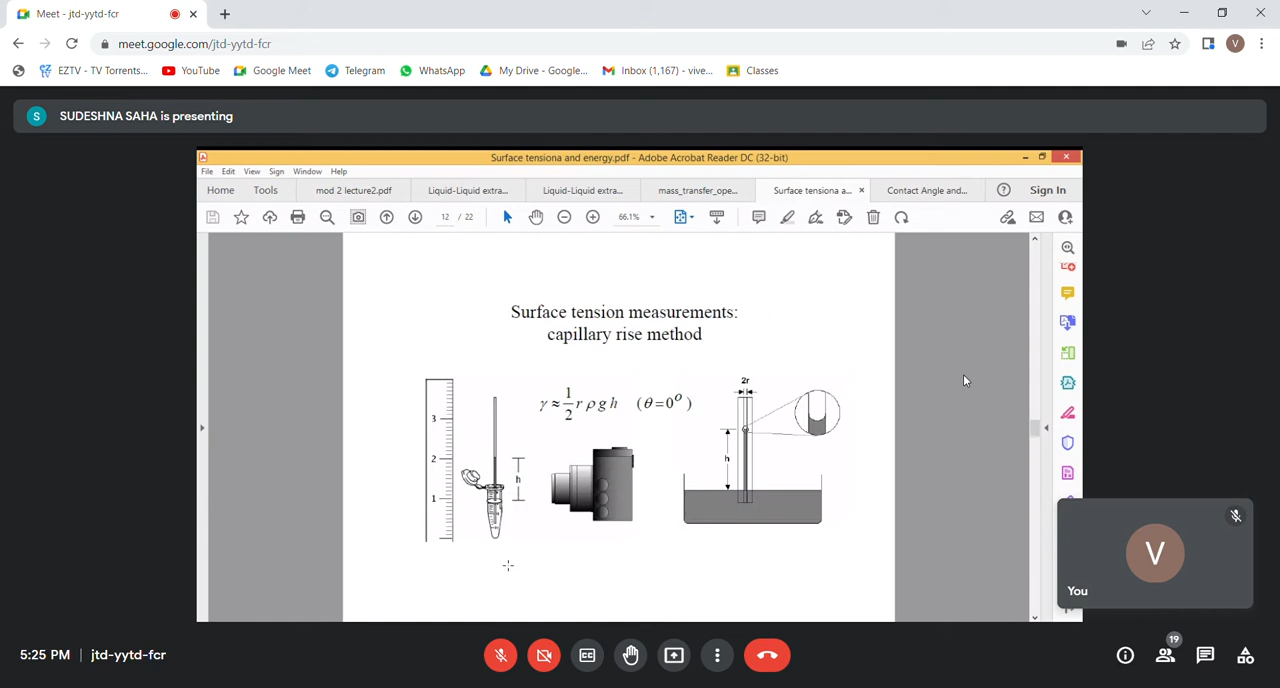 Meet - jtd-yytd-fcr
meet.google.com/jtd-yytd-fcr
V
EZTV - TV Torrents...
YouTube
Google Meet
Telegram
WhatsApp
My Drive - Google...
Inbox (1,167) - vive...
Classes
S
SUDESHNA SAHA is presenting
Surface tensiona and energy.pdf - Adobe Acrobat Reader DC (32-bit)
File Edit View Sign Window Help
Home Tools mod 2 lecture2.pdf Liquid-Liquid extra... Liquid-Liquid extra... mass_transfer_ope... Surface tensiona a... × Contact Angle and... Sign In
12 / 22 66.1%
Surface tension measurements:
capillary rise method
3
2
1
h
γ ≈ 1/2 r ρ g h (θ=0°)
2r
h
V
You
5:25 PM | jtd-yytd-fcr
CC
19